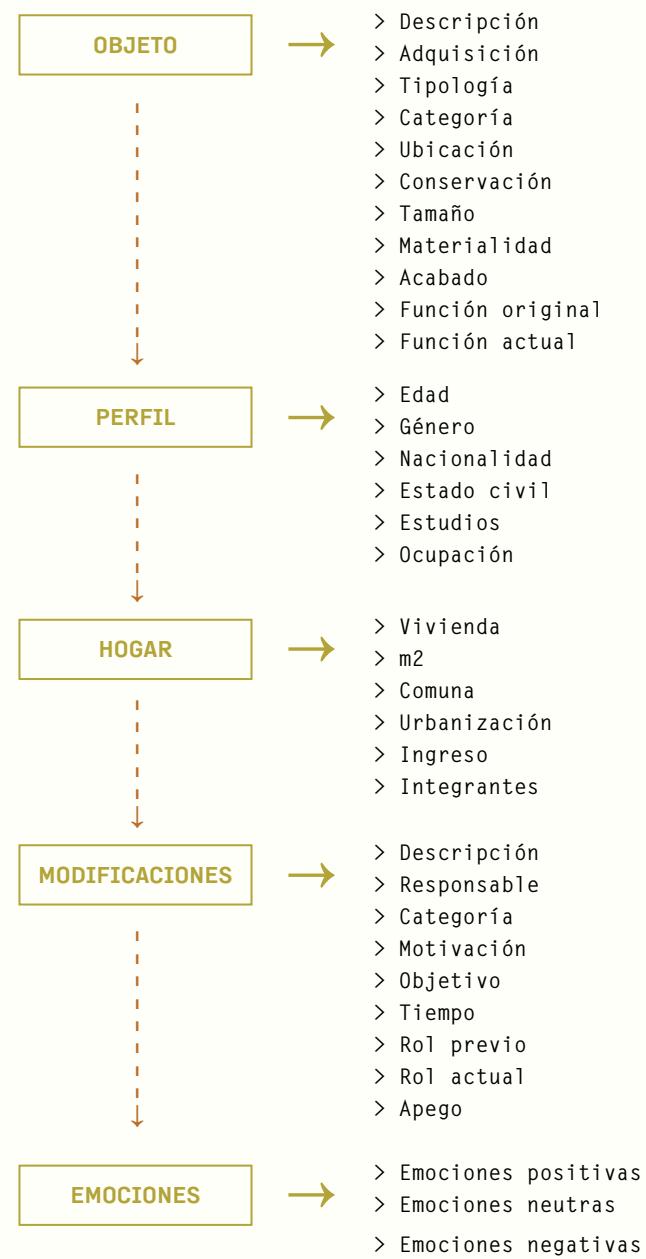 OBJETO
> Descripción
> Adquisición
> Tipología
> Categoría
> Ubicación
> Conservación
> Tamaño
> Materialidad
> Acabado
> Función original
> Función actual
PERFIL
> Edad
> Género
> Nacionalidad
> Estado civil
> Estudios
> Ocupación
HOGAR
> Vivienda
> m2
> Comuna
> Urbanización
> Ingreso
> Integrantes
MODIFICACIONES
> Descripción
> Responsable
> Categoría
> Motivación
> Objetivo
> Tiempo
> Rol previo
> Rol actual
> Apego
EMOCIONES
> Emociones positivas
> Emociones neutras
> Emociones negativas